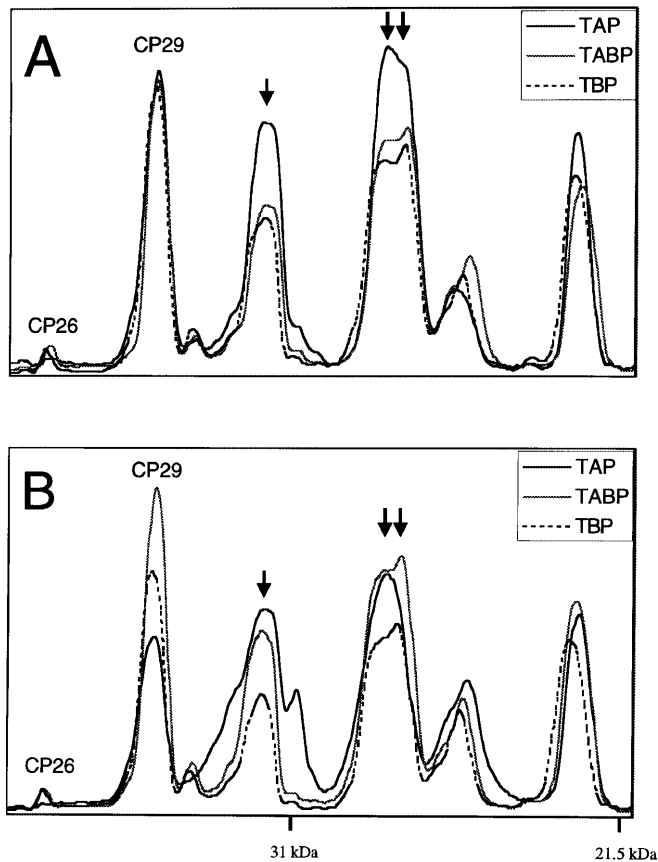 A
CP29
TAP
TABP
TBP
CP26
B
CP29
TAP
TABP
TBP
CP26
31 kDa
21.5 kDa